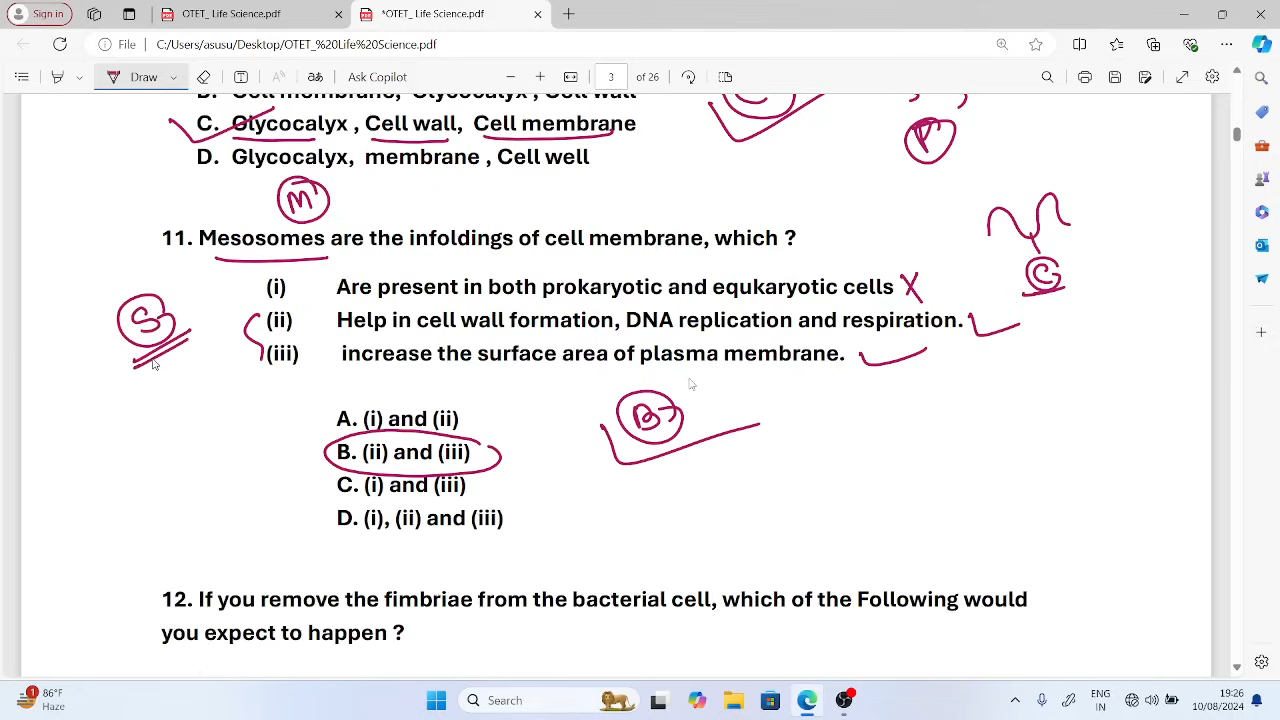 Sign in
OTET_ Life Science.pdf
*OTET_ Life Science.pdf
File
C:/Users/asusu/Desktop/OTET_%20Life%20Science.pdf
Draw
Ask Copilot
3 of 26
C. Glycocalyx , Cell wall, Cell membrane
C
P
D. Glycocalyx, membrane , Cell well
M
11. Mesosomes are the infoldings of cell membrane, which ?
(i) Are present in both prokaryotic and equkaryotic cells X
C
S
(ii) Help in cell wall formation, DNA replication and respiration.
(iii) increase the surface area of plasma membrane.
A. (i) and (ii)
B
B. (ii) and (iii)
C. (i) and (iii)
D. (i), (ii) and (iii)
12. If you remove the fimbriae from the bacterial cell, which of the Following would
you expect to happen ?
1
86°F
Haze
Search
ENG
IN
19:26
10/08/2024